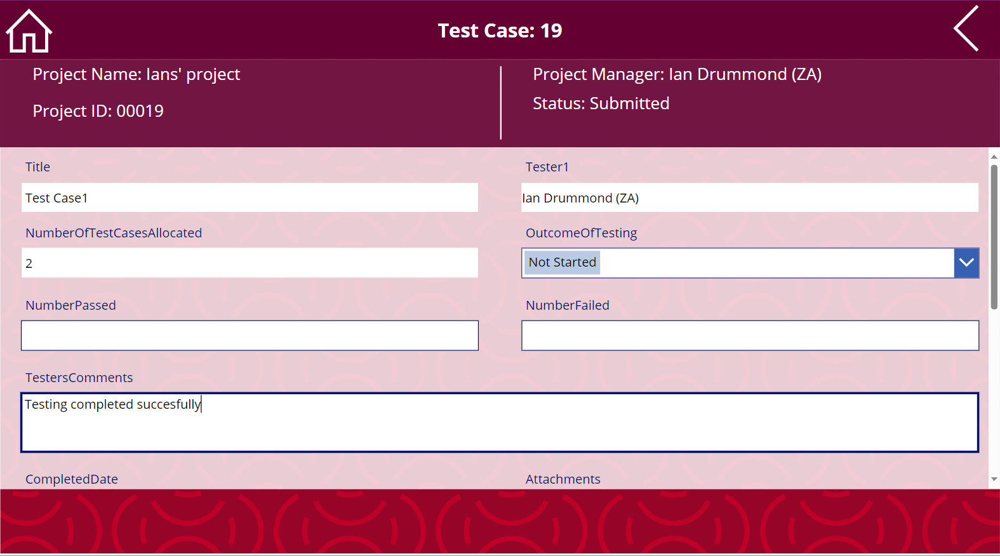 Test Case: 19
Project Name: Ians' project
Project Manager: Ian Drummond (ZA)
Project ID: 00019
Status: Submitted
Title
Tester1
Test Case1
Ian Drummond (ZA)
NumberOfTestCasesAllocated
OutcomeOfTesting
2
Not Started
NumberPassed
NumberFailed
TestersComments
Testing completed succesfully
CompletedDate
Attachments